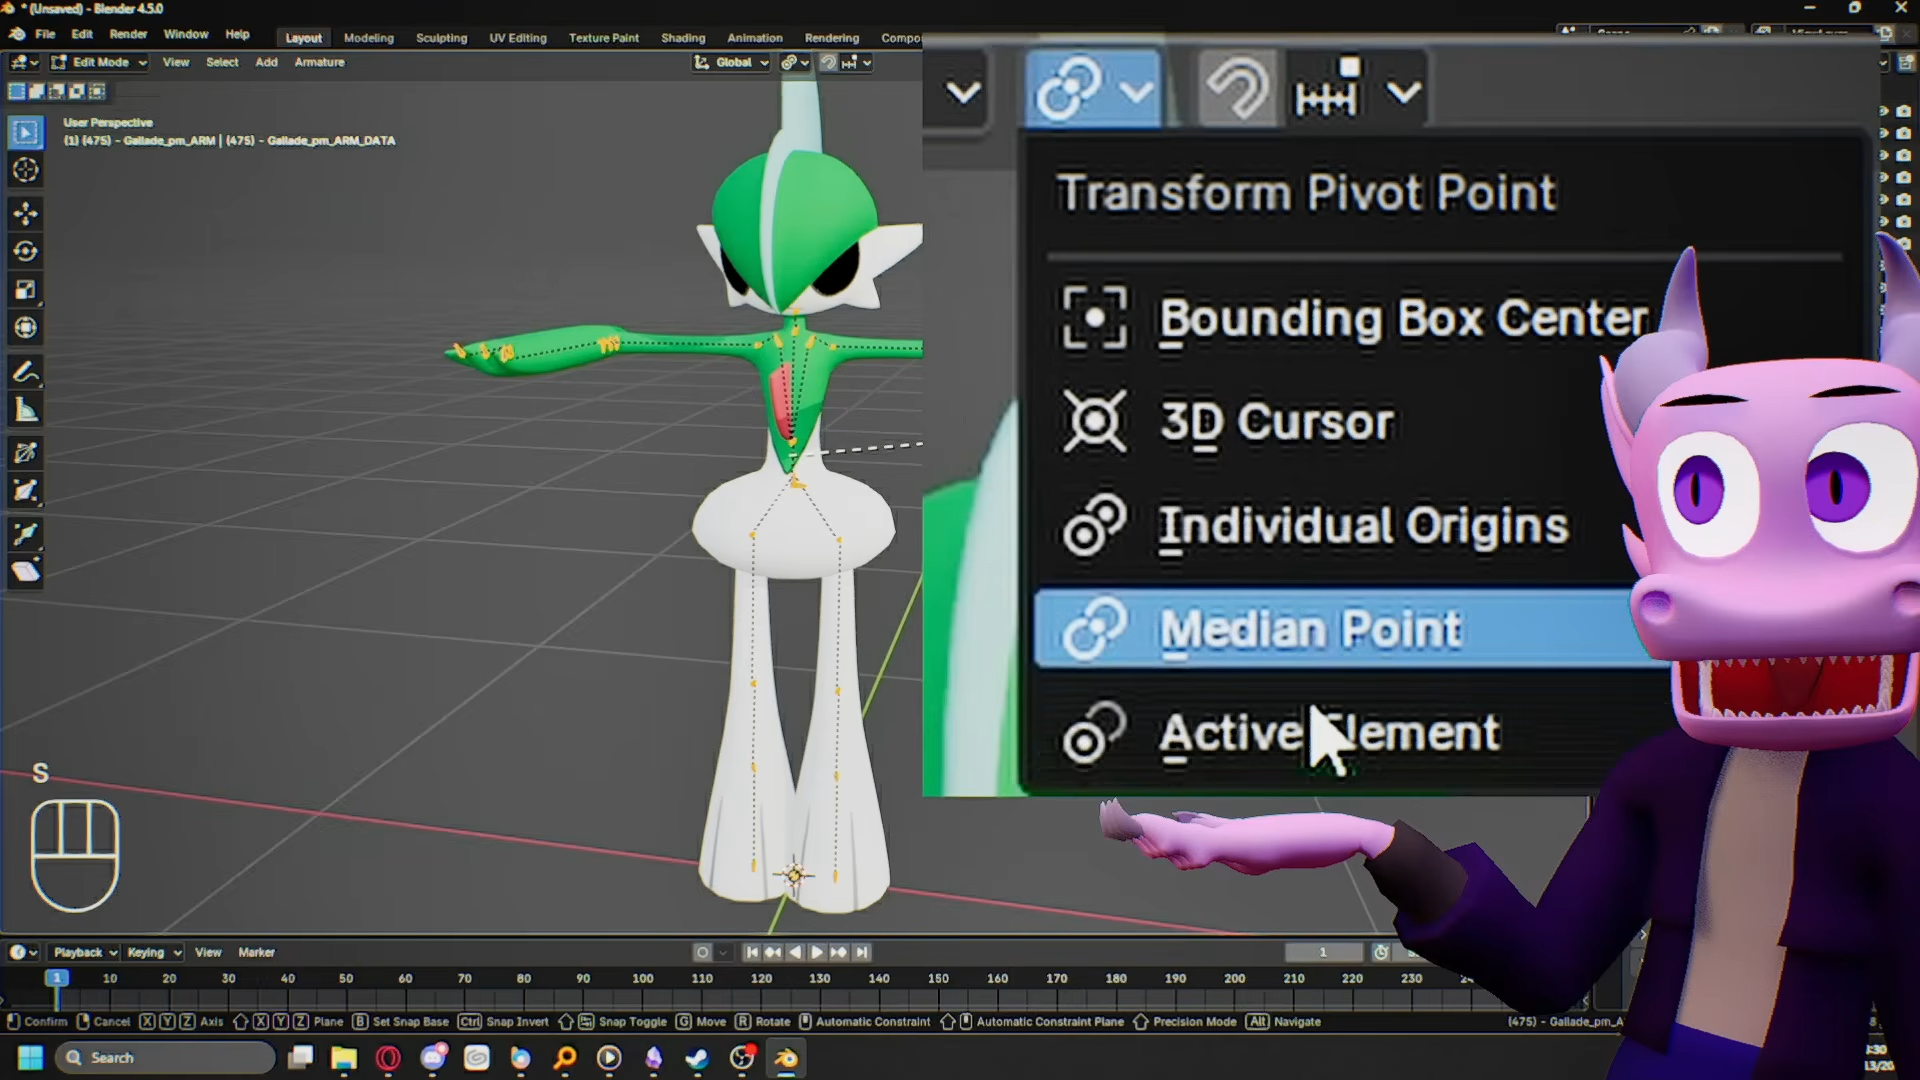 * (Unsaved) - Blender 4.5.0
File Edit Render Window Help Layout Modeling Sculpting UV Editing Texture Paint Shading Animation Rendering
Edit Mode View Select Add Armature Global
User Perspective
(1) (475) - Gallade_pm_ARM | (475) - Gallade_pm_ARM_DATA
Transform Pivot Point
Bounding Box Center
3D Cursor
Individual Origins
Median Point
Active Element
S
Playback Keying View Marker 1
1 10 20 30 40 50 60 70 80 90 100 110 120 130 140 150 160 170 180 190 200 210 220 230
Confirm Cancel X Y Z Axis X Y Z Plane B Set Snap Base Ctrl Snap Invert Snap Toggle G Move R Rotate Automatic Constraint Automatic Constraint Plane Precision Mode Alt Navigate (475) - Gallade_pm_A
Search